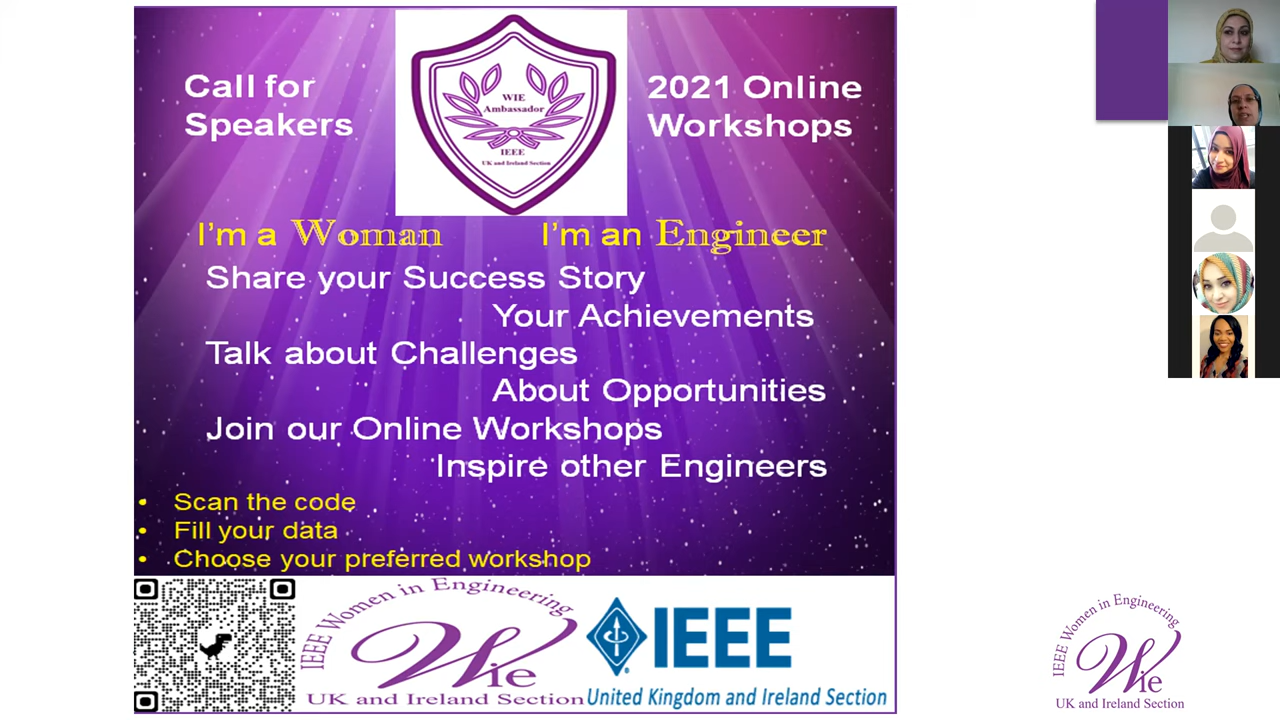 Call for
Speakers
WIE
Ambassador
IEEE
UK and Ireland Section
2021 Online
Workshops
I'm a Woman
I'm an Engineer
Share your Success Story
Your Achievements
Talk about Challenges
About Opportunities
Join our Online Workshops
Inspire other Engineers
• Scan the code
• Fill your data
• Choose your preferred workshop
IEEE Women in Engineering
Wie
UK and Ireland Section
IEEE
United Kingdom and Ireland Section
IEEE Women in Engineering
Wie
UK and Ireland Section